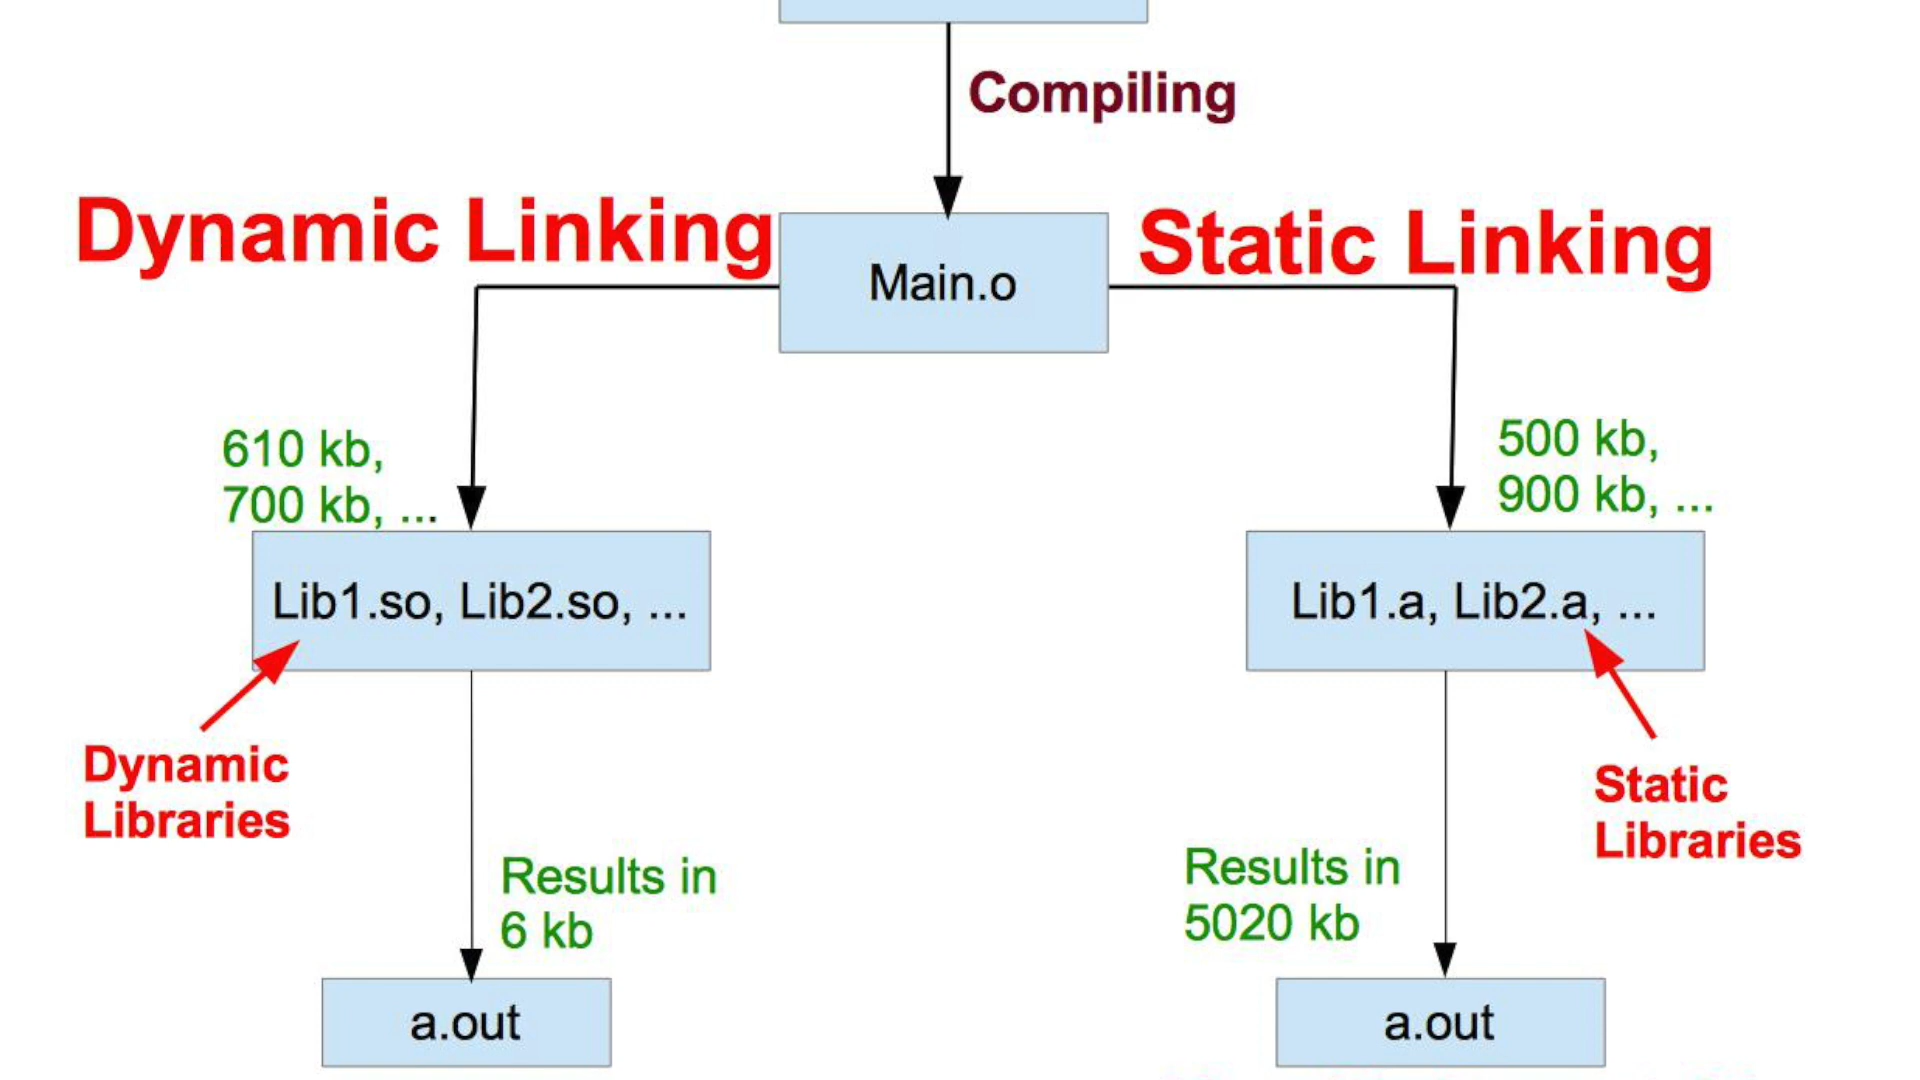 Compiling
Dynamic Linking
Static Linking
Main.o
610 kb,
700 kb, ...
500 kb,
900 kb, ...
Lib1.so, Lib2.so, ...
Lib1.a, Lib2.a, ...
Dynamic
Libraries
Static
Libraries
Results in
6 kb
Results in
5020 kb
a.out
a.out